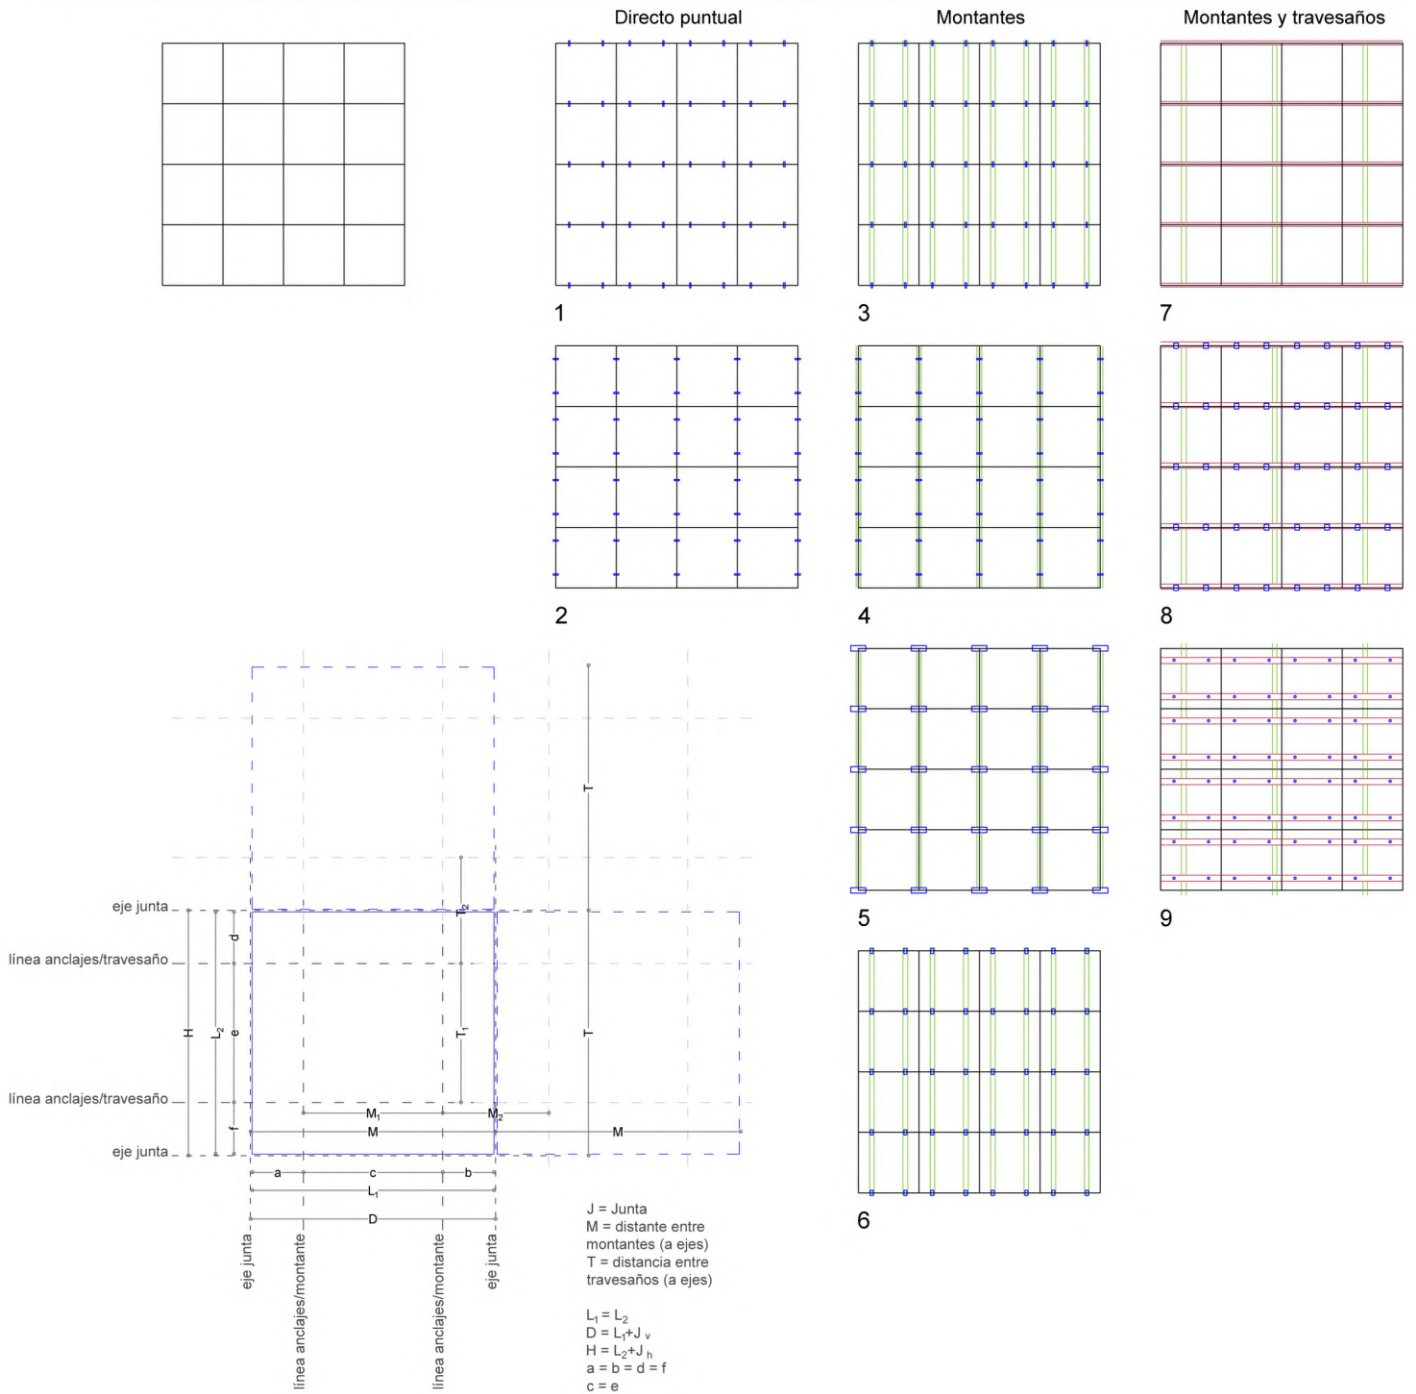 Directo puntual
Montantes
Montantes y travesaños
1
3
7
2
4
8
5
9
6
eje junta
línea anclajes/travesaño
línea anclajes/travesaño
eje junta
T
T₂
d
H
L₂
e
T₁
T
M₁
M₂
f
M
M
a
c
b
L₁
D
eje junta
línea anclajes/montante
línea anclajes/montante
eje junta
J = Junta
M = distante entre
montantes (a ejes)
T = distancia entre
travesaños (a ejes)
L₁ = L₂
D = L₁+J v
H = L₂+J h
a = b = d = f
c = e